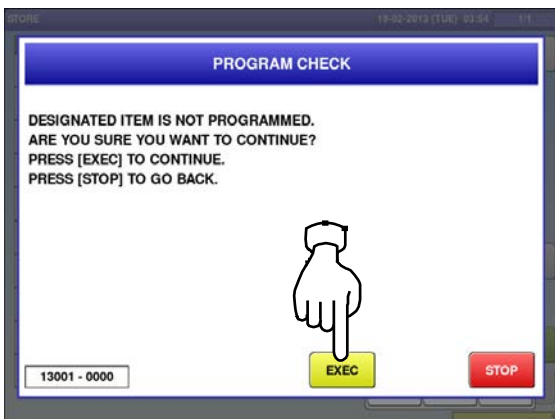 STORE 19-02-2013 (TUE) 03:54 1/1
PROGRAM CHECK
DESIGNATED ITEM IS NOT PROGRAMMED.
ARE YOU SURE YOU WANT TO CONTINUE?
PRESS [EXEC] TO CONTINUE.
PRESS [STOP] TO GO BACK.
13001 - 0000 EXEC STOP